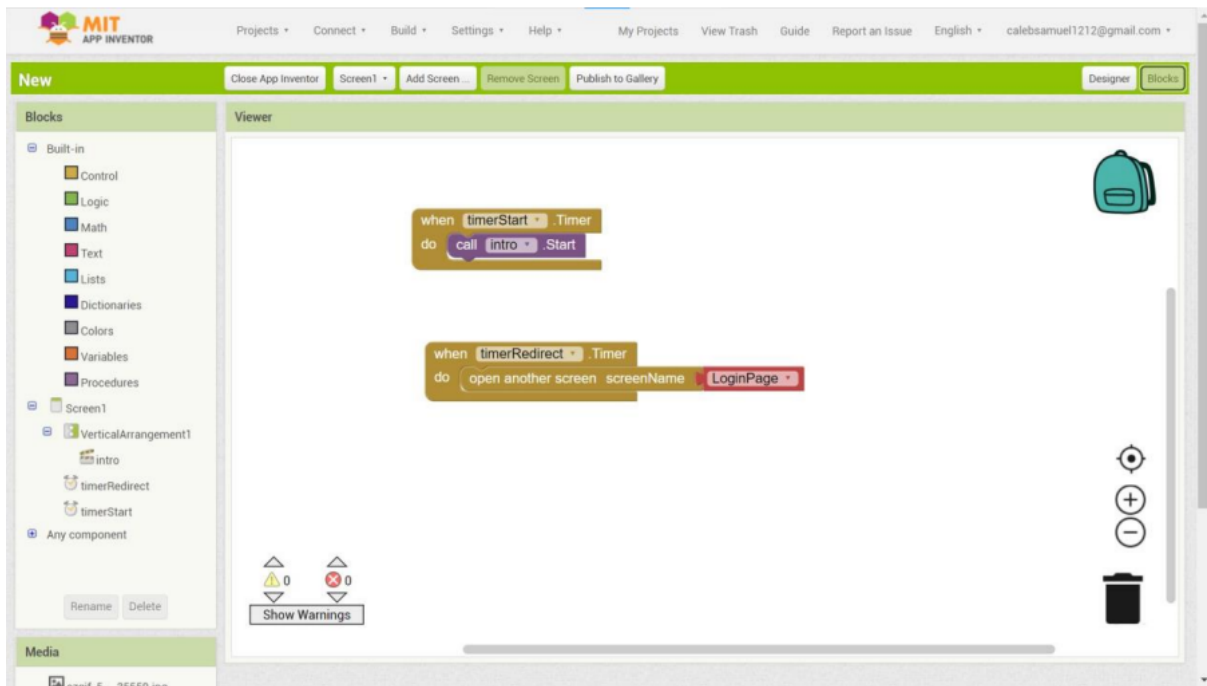 MIT
APP INVENTOR
Projects Connect Build Settings Help My Projects View Trash Guide Report an Issue English calebsamuel1212@gmail.com
New
Close App Inventor Screen1 Add Screen ... Remove Screen Publish to Gallery Designer Blocks
Blocks
Viewer
Built-in
Control
Logic
Math
Text
Lists
Dictionaries
Colors
Variables
Procedures
Screen1
VerticalArrangement1
intro
timerRedirect
timerStart
Any component
Rename Delete
Media
when timerStart .Timer
do call intro .Start
when timerRedirect .Timer
do open another screen screenName LoginPage
0 0
Show Warnings